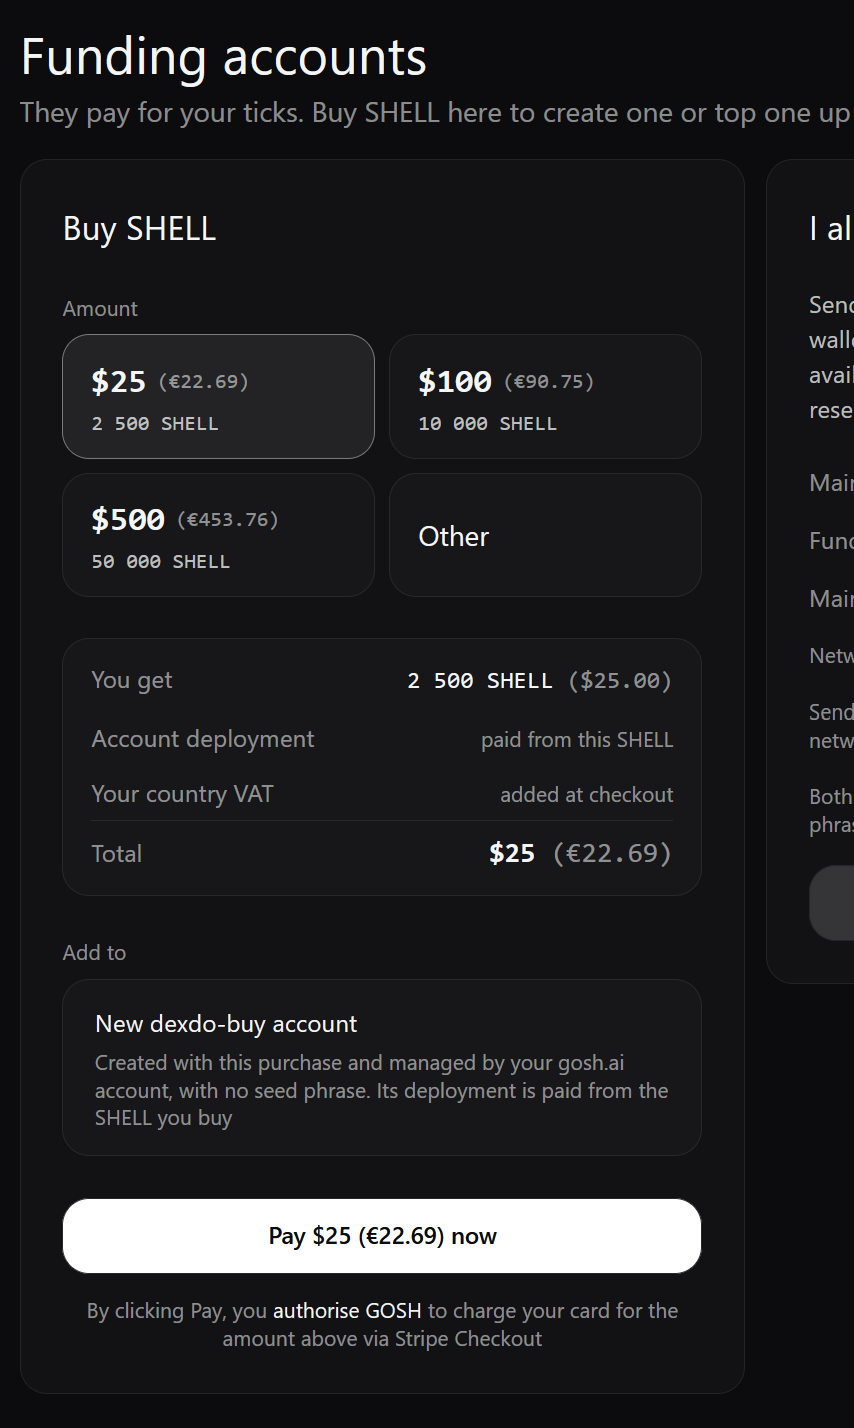 Funding accounts
They pay for your ticks. Buy SHELL here to create one or top one up
Buy SHELL
Amount
$25 (€22.69)
2 500 SHELL
$100 (€90.75)
10 000 SHELL
$500 (€453.76)
50 000 SHELL
Other
You get 2 500 SHELL ($25.00)
Account deployment paid from this SHELL
Your country VAT added at checkout
Total $25 (€22.69)
Add to
New dexdo-buy account
Created with this purchase and managed by your gosh.ai
account, with no seed phrase. Its deployment is paid from the
SHELL you buy
Pay $25 (€22.69) now
By clicking Pay, you authorise GOSH to charge your card for the
amount above via Stripe Checkout
I
Both